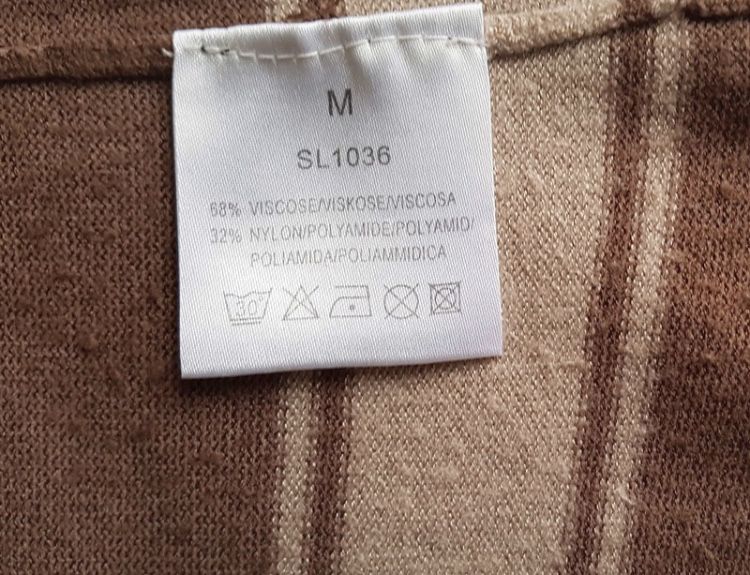 M
SL1036
68% VISCOSE/VISKOSE/VISCOSA
32% NYLON/POLYAMIDE/POLYAMID/
POLIAMIDA/POLIAMMIDICA
30°